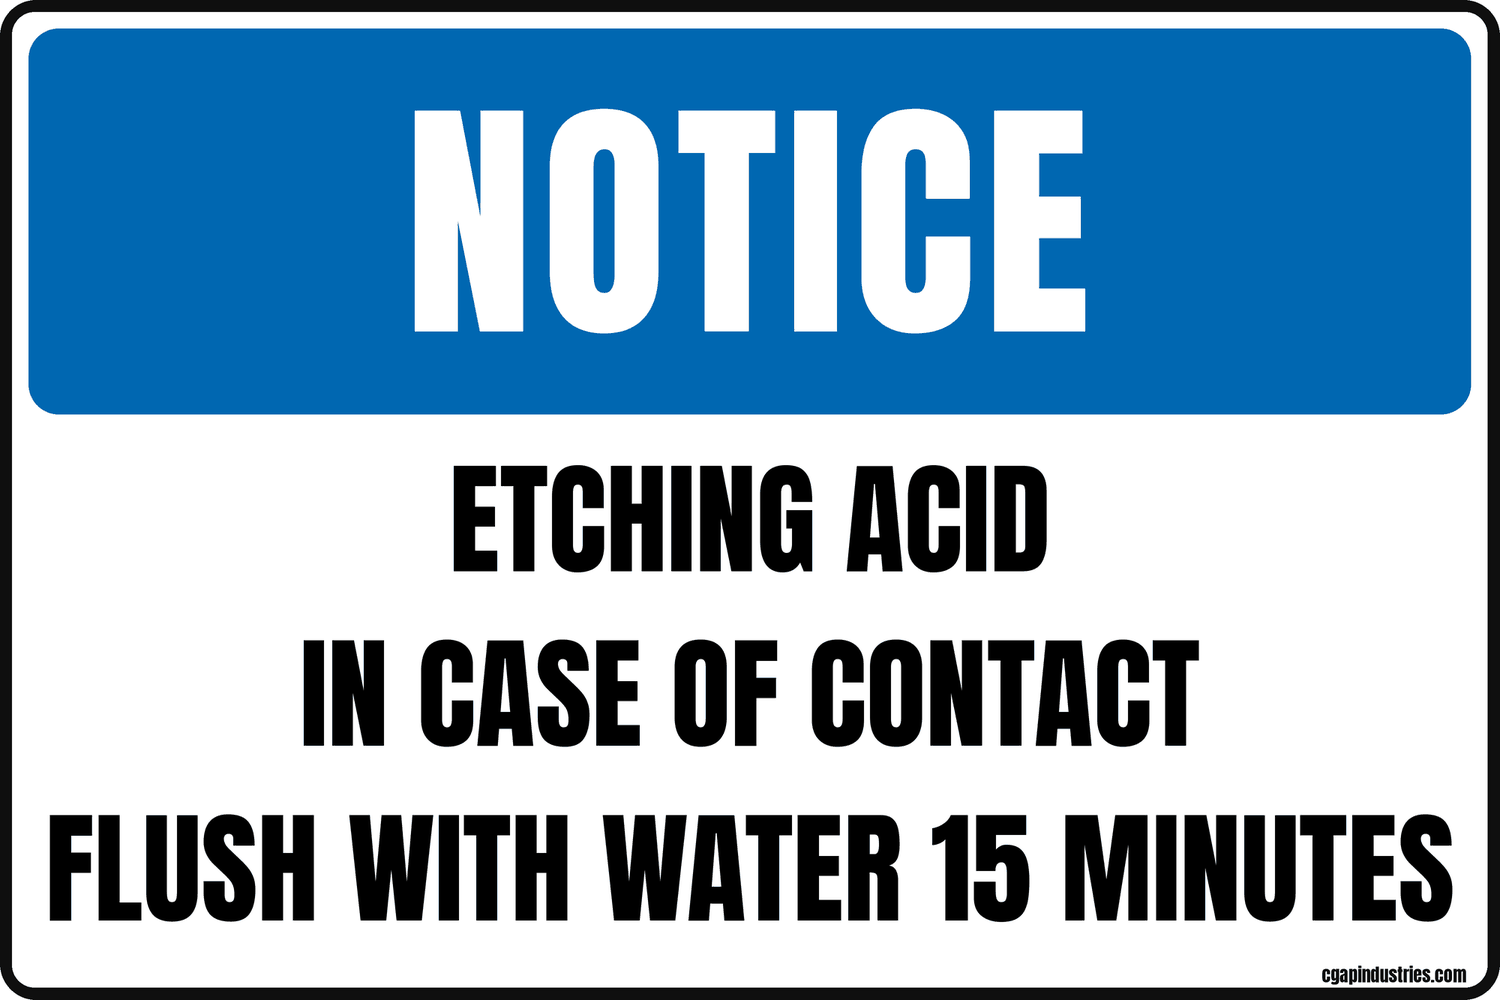 NOTICE
ETCHING ACID
IN CASE OF CONTACT
FLUSH WITH WATER 15 MINUTES
cgapindustries.com